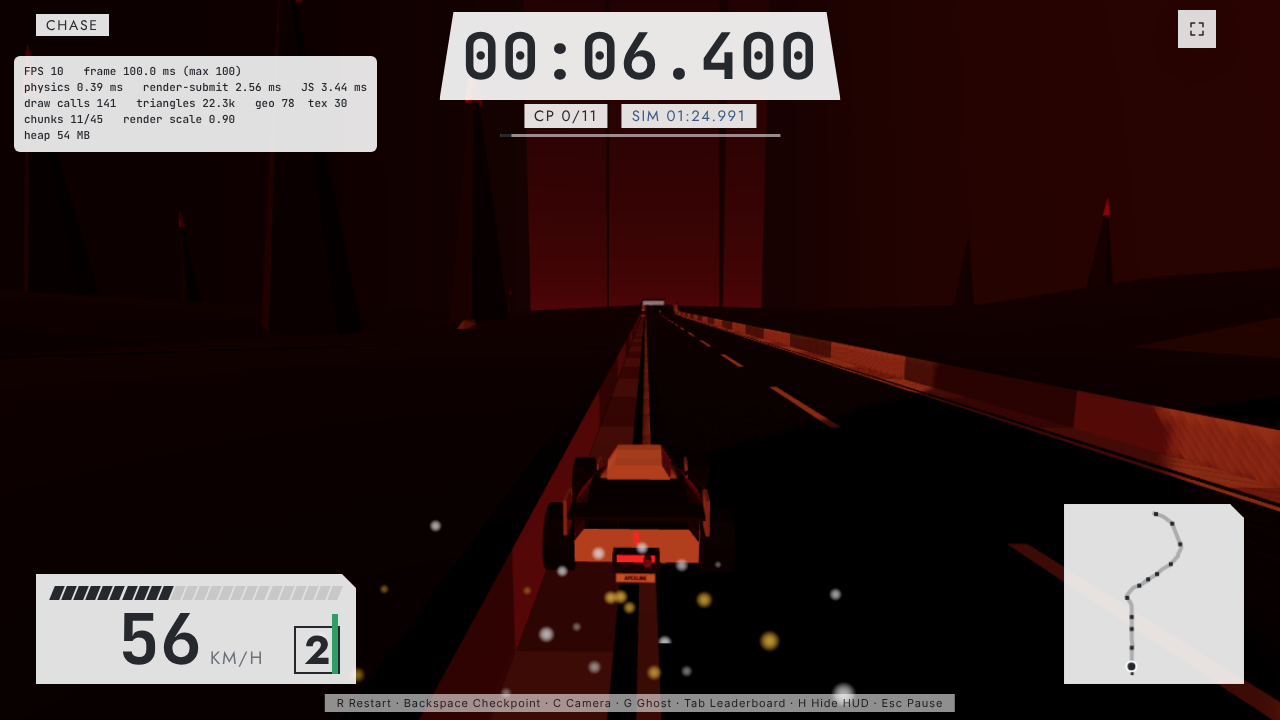 CHASE
00:06.400
CP 0/11
SIM 01:24.991
FPS 10 frame 100.0 ms (max 100)
physics 0.39 ms render-submit 2.56 ms JS 3.44 ms
draw calls 141 triangles 22.3k geo 78 tex 30
chunks 11/45 render scale 0.90
heap 54 MB
APEXLINE
56 KM/H
2
R Restart · Backspace Checkpoint · C Camera · G Ghost · Tab Leaderboard · H Hide HUD · Esc Pause